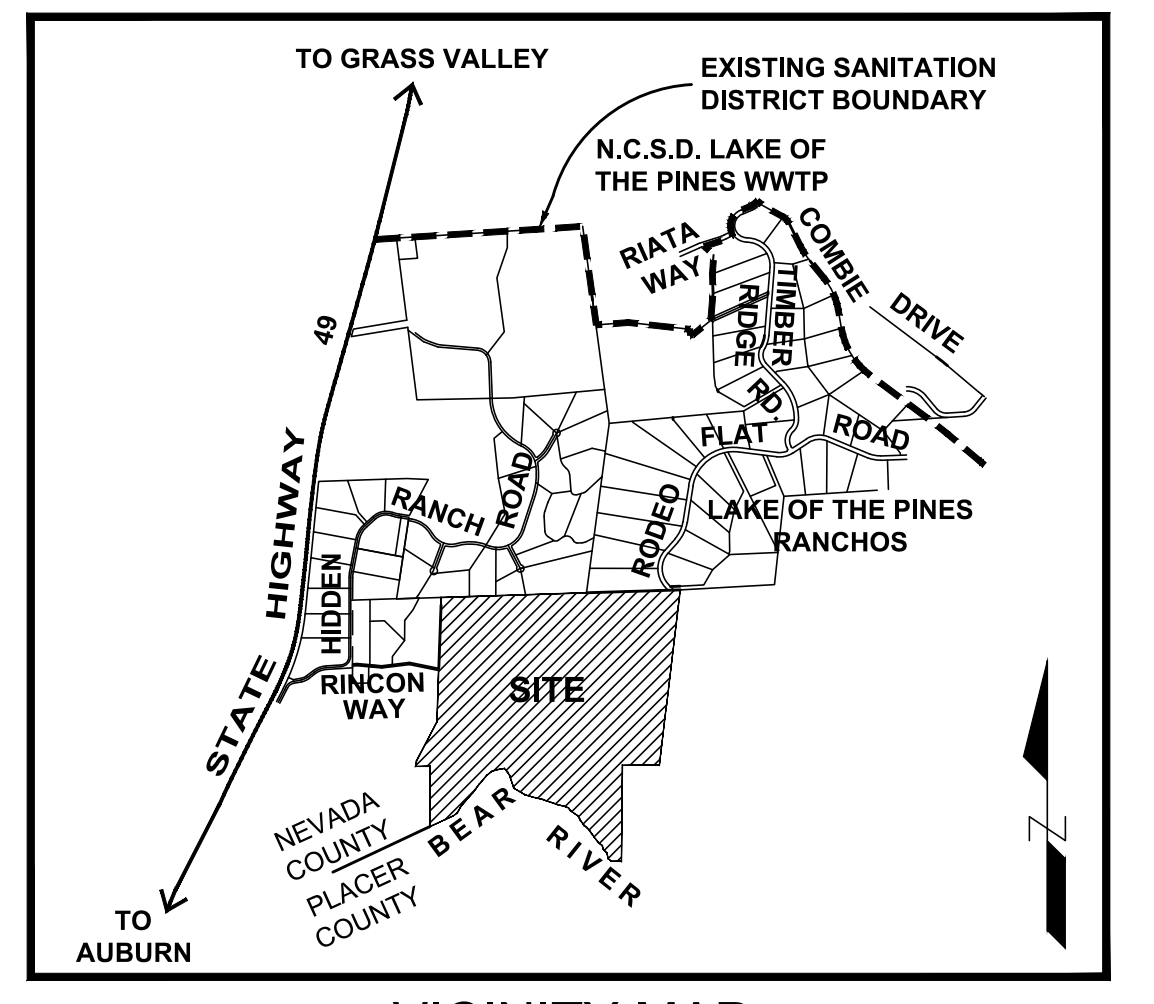 TO GRASS VALLEY
EXISTING SANITATION
DISTRICT BOUNDARY
N.C.S.D. LAKE OF
THE PINES WWTP
COMBIE
DRIVE
RIATA
WAY
TIMBER
RIDGE
RD.
49
STATE HIGHWAY
FLAT
ROAD
RODEO
LAKE OF THE PINES
RANCHOS
RANCH
ROAD
HIDDEN
RINCON
WAY
SITE
BEAR
RIVER
NEVADA
COUNTY
PLACER
COUNTY
TO
AUBURN
N
VICINITY MAP